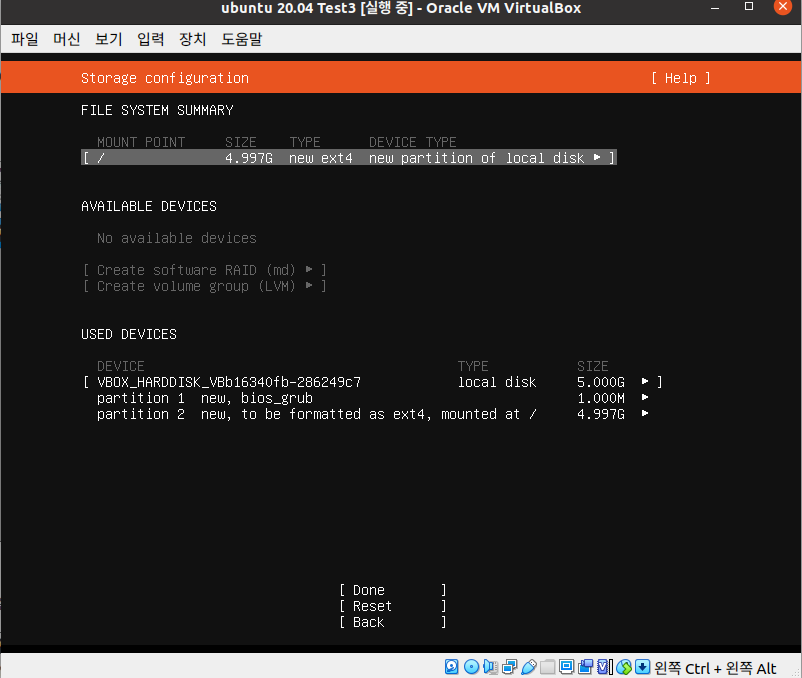 ubuntu 20.04 Test3 [실행 중] - Oracle VM VirtualBox
파일 머신 보기 입력 장치 도움말
Storage configuration [ Help ]
FILE SYSTEM SUMMARY
MOUNT POINT SIZE TYPE DEVICE TYPE
[ / 4.997G new ext4 new partition of local disk ▸ ]
AVAILABLE DEVICES
No available devices
[ Create software RAID (md) ▸ ]
[ Create volume group (LVM) ▸ ]
USED DEVICES
DEVICE TYPE SIZE
[ VBOX_HARDDISK_VBb16340fb-286249c7 local disk 5.000G ▸ ]
partition 1 new, bios_grub 1.000M ▸
partition 2 new, to be formatted as ext4, mounted at / 4.997G ▸
[ Done ]
[ Reset ]
[ Back ]
왼쪽 Ctrl + 왼쪽 Alt